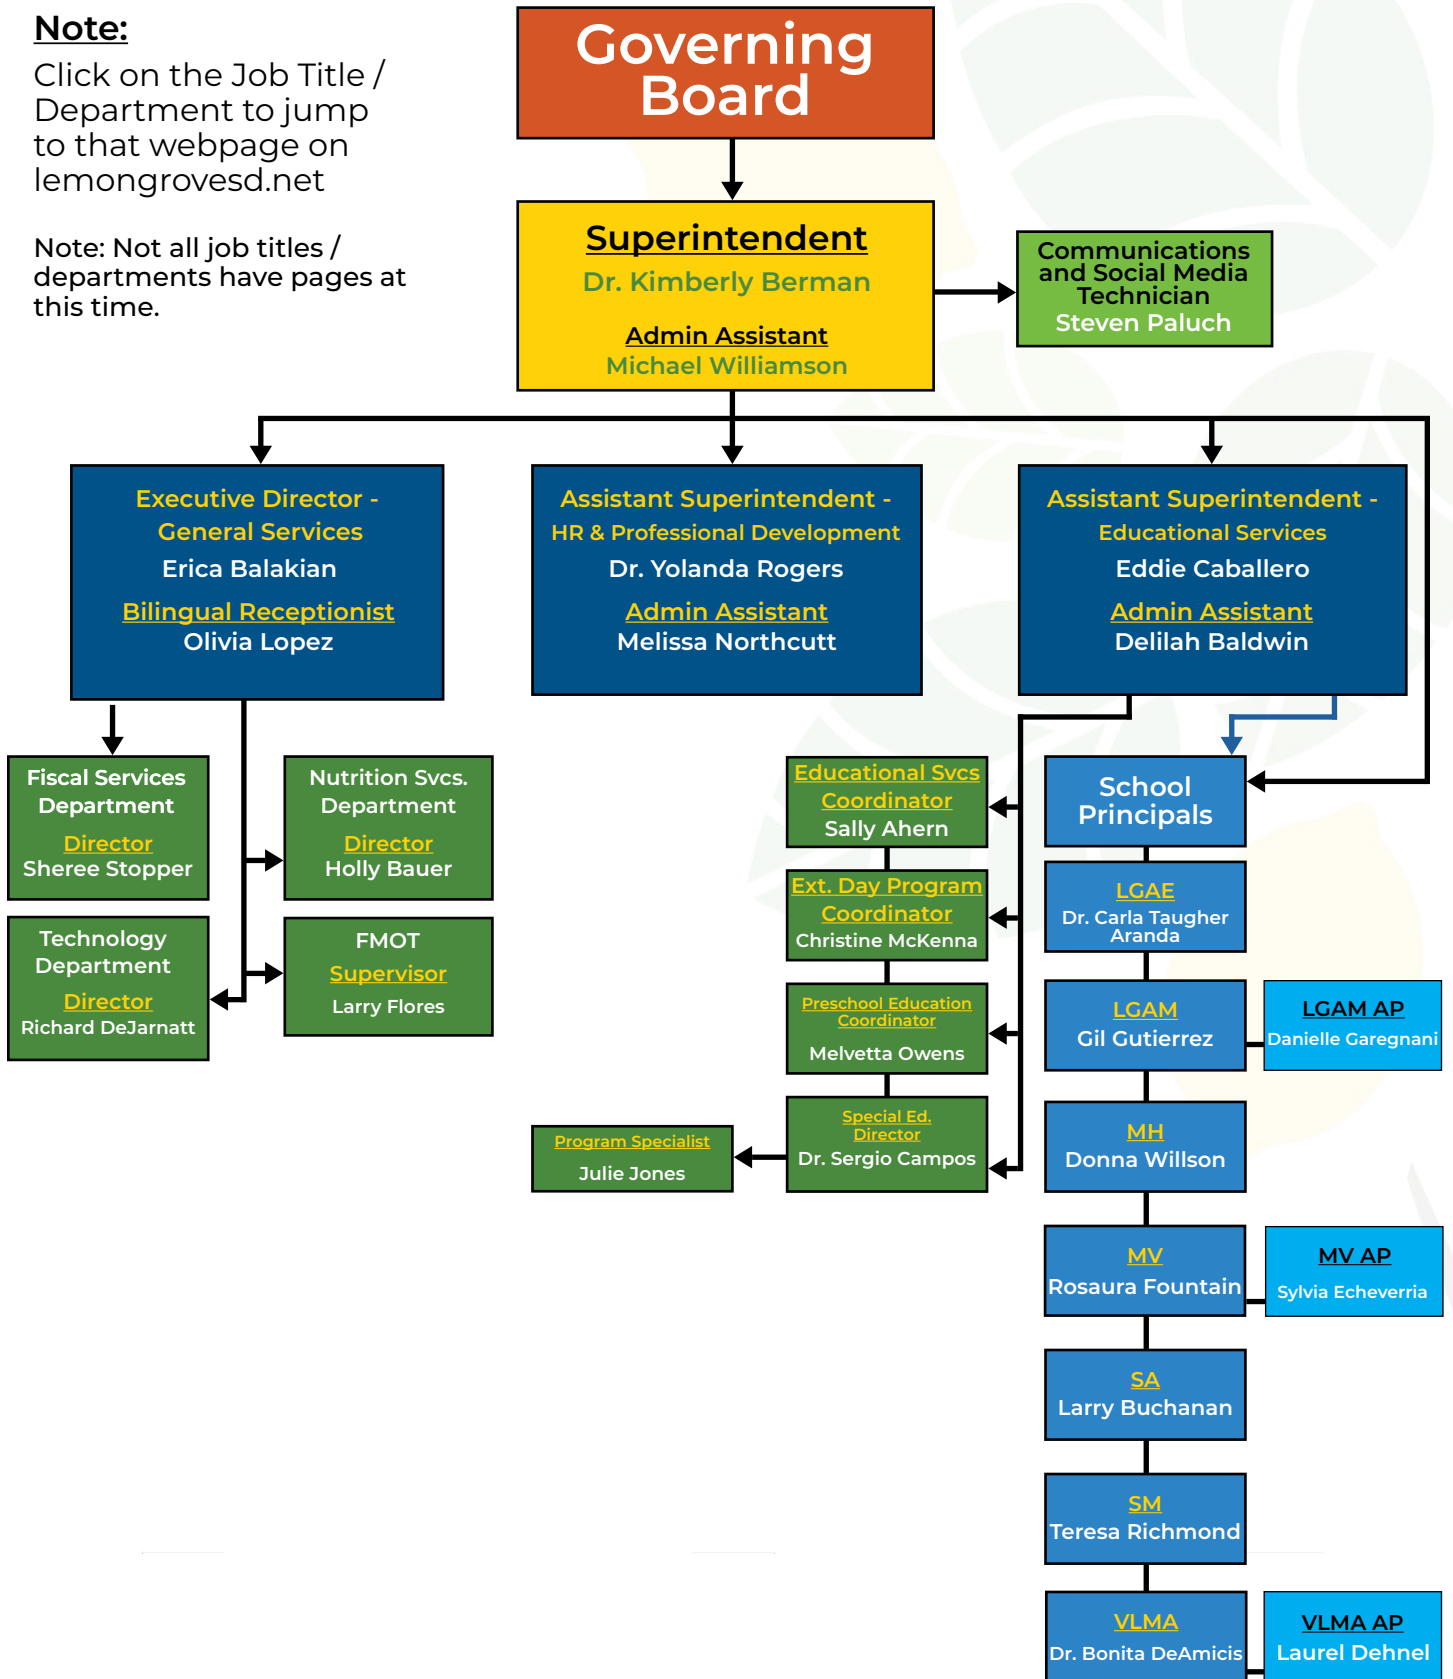 Note:
Click on the Job Title /
Department to jump
to that webpage on
lemongrovesd.net
Note: Not all job titles /
departments have pages at
this time.
Governing
Board
Superintendent
Dr. Kimberly Berman
Admin Assistant
Michael Williamson
Communications
and Social Media
Technician
Steven Paluch
Executive Director -
General Services
Erica Balakian
Bilingual Receptionist
Olivia Lopez
Assistant Superintendent -
HR & Professional Development
Dr. Yolanda Rogers
Admin Assistant
Melissa Northcutt
Assistant Superintendent -
Educational Services
Eddie Caballero
Admin Assistant
Delilah Baldwin
Fiscal Services
Department
Director
Sheree Stopper
Nutrition Svcs.
Department
Director
Holly Bauer
Technology
Department
Director
Richard DeJarnatt
FMOT
Supervisor
Larry Flores
Educational Svcs
Coordinator
Sally Ahern
Ext. Day Program
Coordinator
Christine McKenna
Preschool Education
Coordinator
Melvetta Owens
Special Ed.
Director
Dr. Sergio Campos
Program Specialist
Julie Jones
School
Principals
LGAE
Dr. Carla Taugher
Aranda
LGAM
Gil Gutierrez
LGAM AP
Danielle Garegnani
MH
Donna Willson
MV
Rosaura Fountain
MV AP
Sylvia Echeverria
SA
Larry Buchanan
SM
Teresa Richmond
VLMA
Dr. Bonita DeAmicis
VLMA AP
Laurel Dehnel